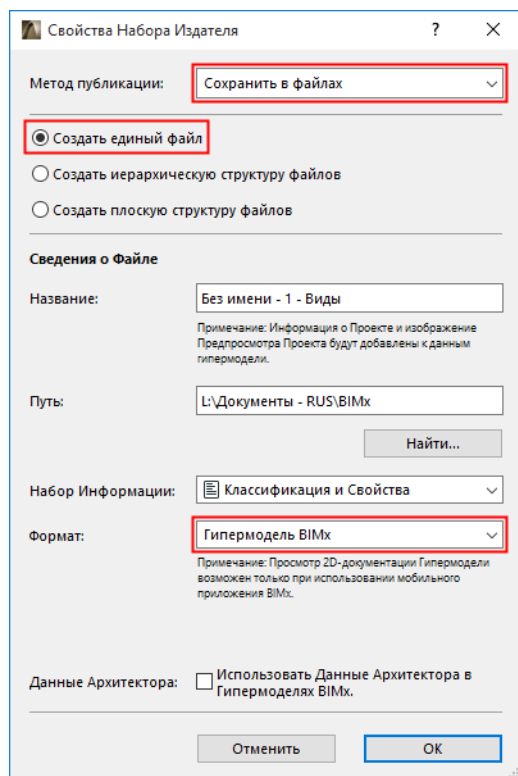 Свойства Набора Издателя
?
Метод публикации:
Сохранить в файлах
Создать единый файл
Создать иерархическую структуру файлов
Создать плоскую структуру файлов
Сведения о Файле
Название:
Без имени - 1 - Виды
Примечание: Информация о Проекте и изображение
Предпросмотра Проекта будут добавлены к данным
гипермодели.
Путь:
L:\Документы - RUS\BIMx
Найти...
Набор Информации:
Классификация и Свойства
Формат:
Гипермодель BIMx
Примечание: Просмотр 2D-документации Гипермодели
возможен только при использовании мобильного
приложения BIMx.
Данные Архитектора:
Использовать Данные Архитектора в
Гипермоделях BIMx.
Отменить
OK